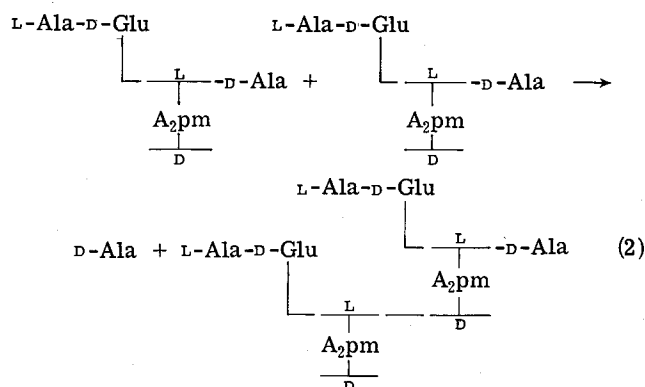 L-Ala-D-Glu L-Ala-D-Glu
L -D-Ala + L -D-Ala →
A₂pm A₂pm
D D
L-Ala-D-Glu
D-Ala + L-Ala-D-Glu L -D-Ala (2)
A₂pm
L D
A₂pm
D